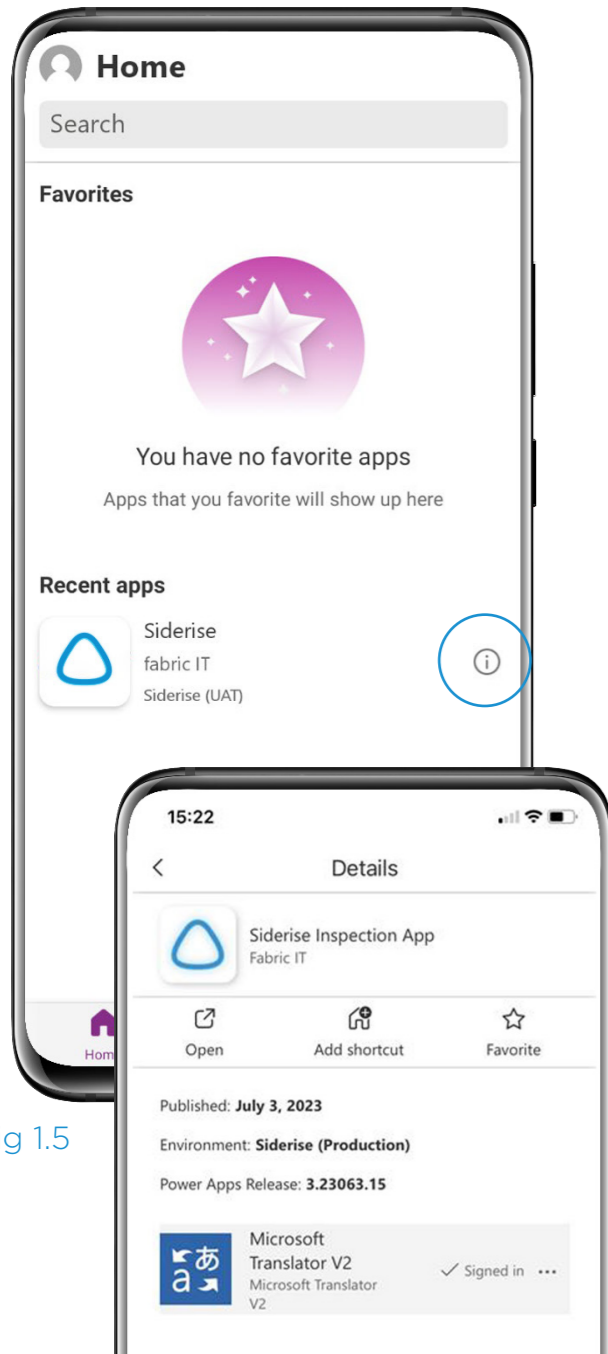 Home
Search
Favorites
You have no favorite apps
Apps that you favorite will show up here
Recent apps
Siderise
fabric IT
Siderise (UAT)
Hom
g 1.5
15:22
Details
Siderise Inspection App
Fabric IT
Open
Add shortcut
Favorite
Published: July 3, 2023
Environment: Siderise (Production)
Power Apps Release: 3.23063.15
あ
a
Microsoft
Translator V2
Microsoft Translator
V2
Signed in